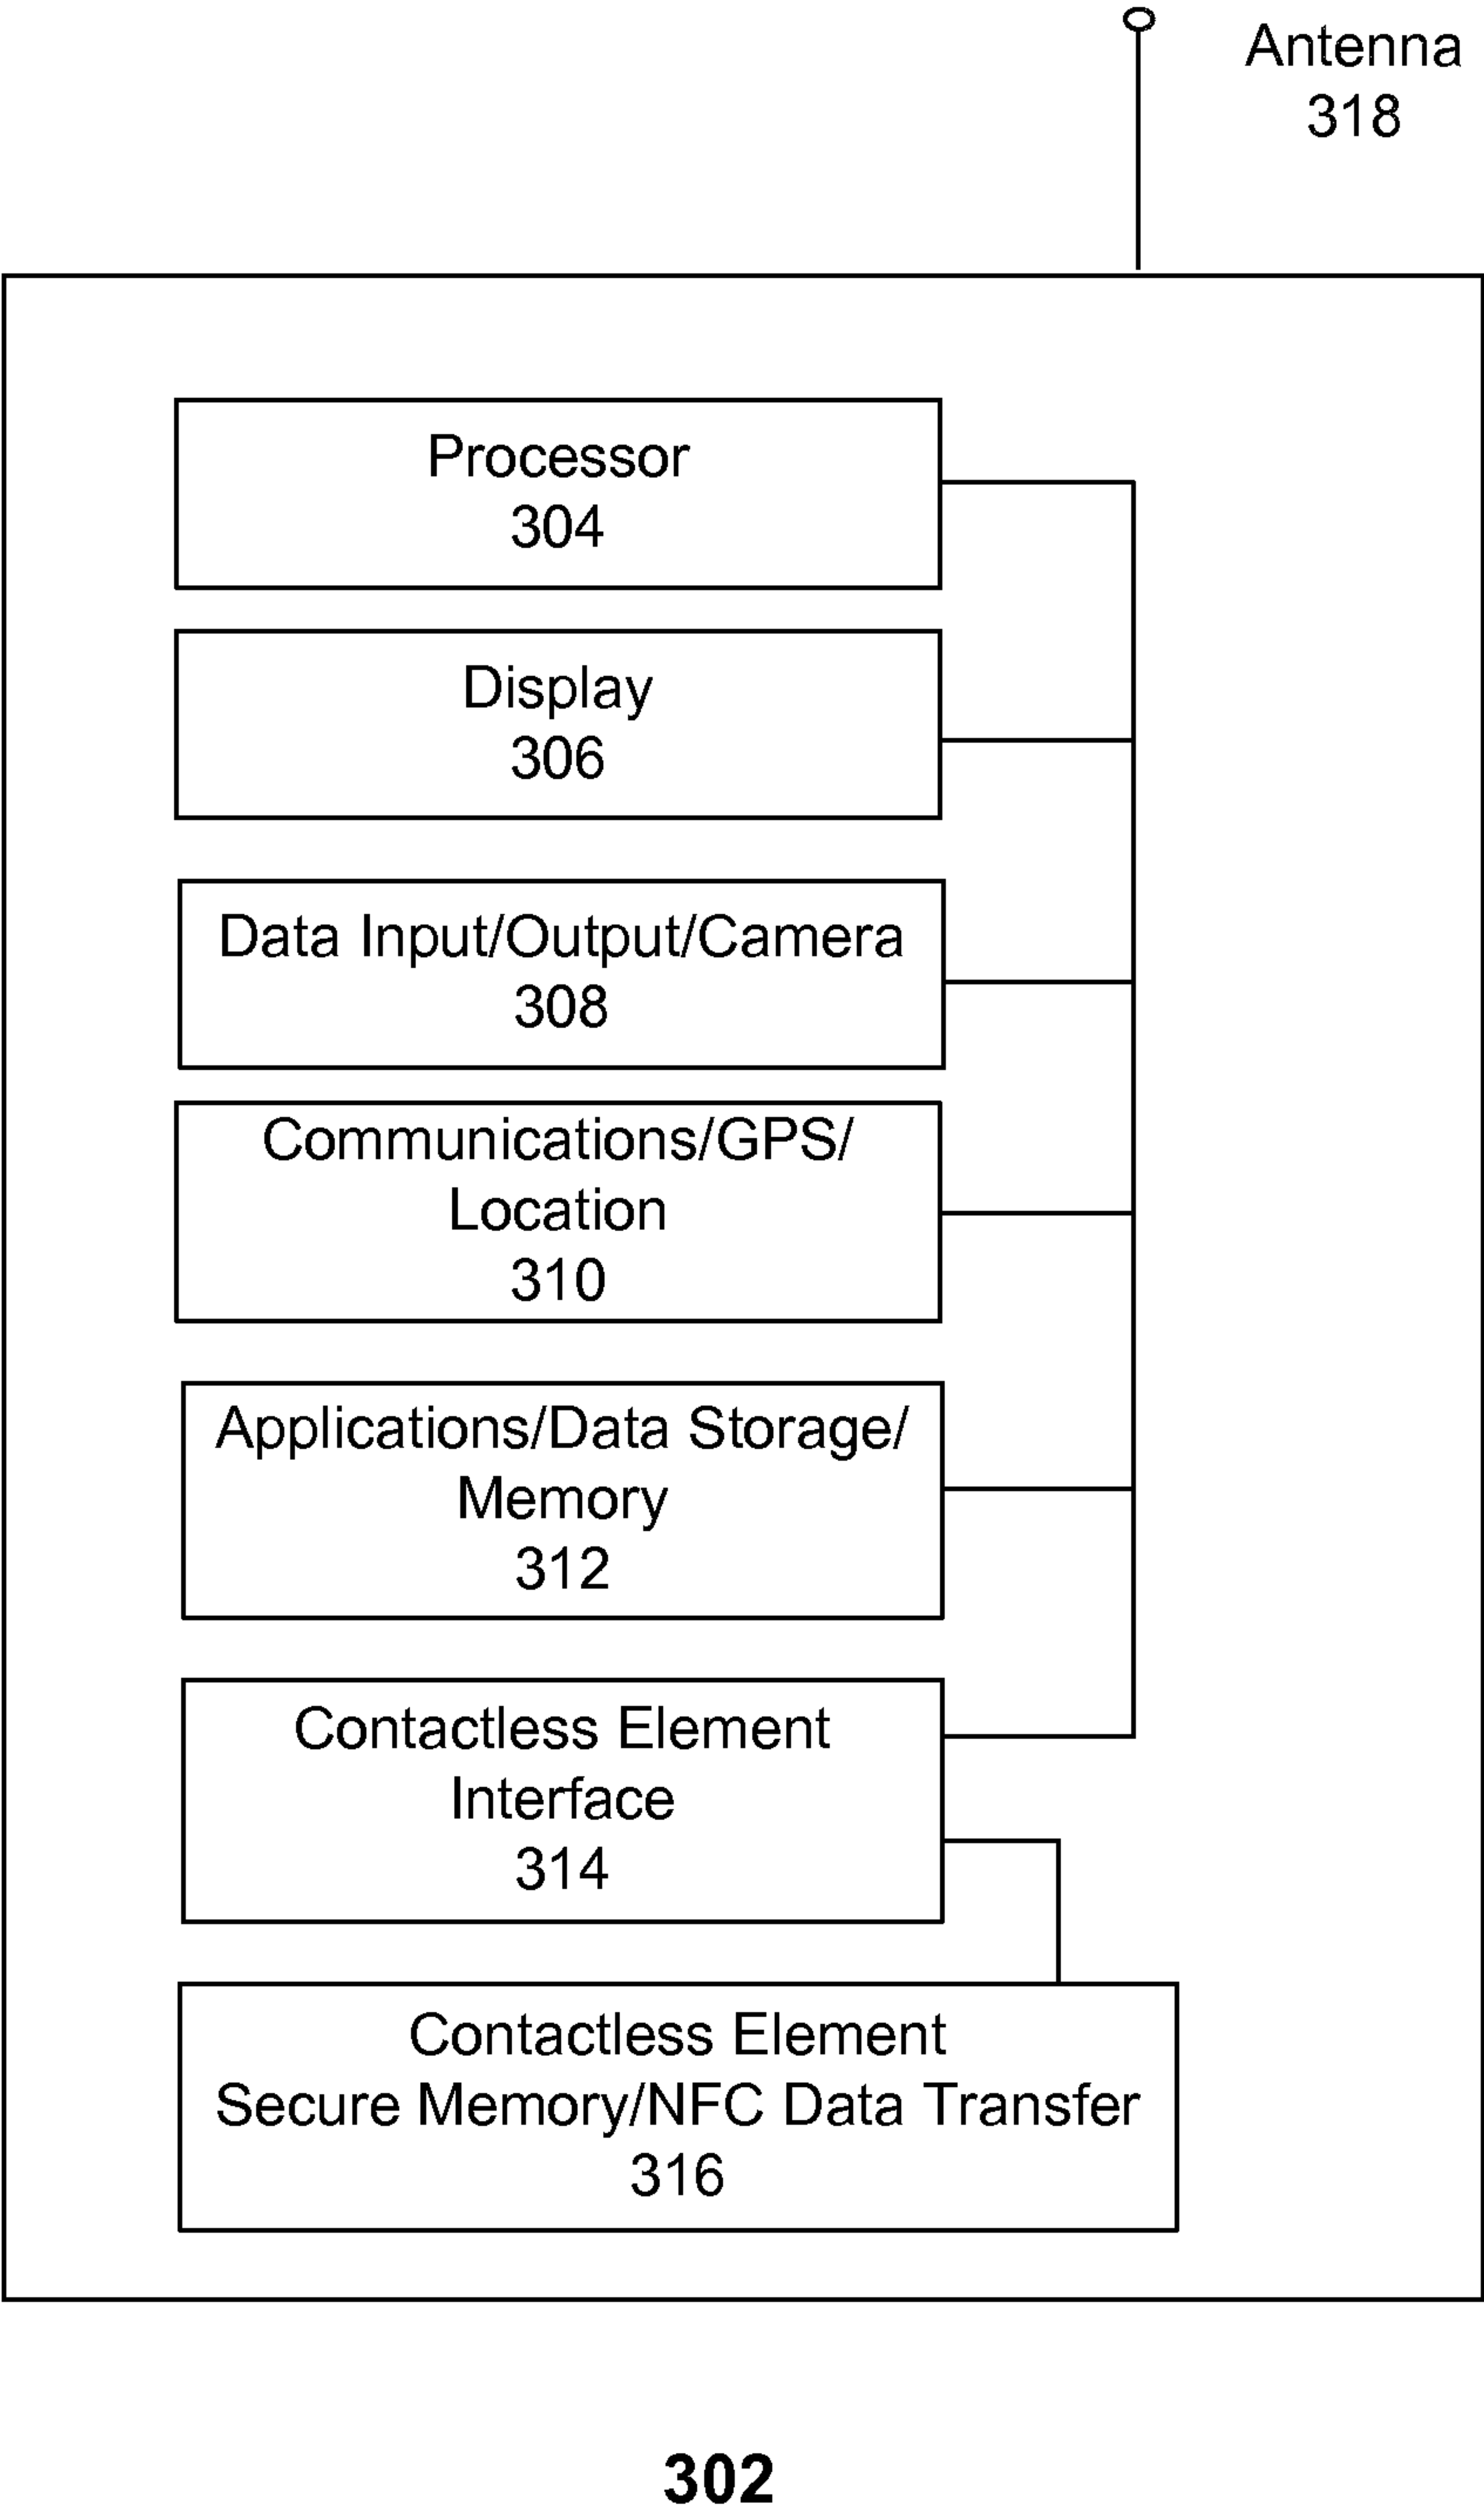 Antenna
318
Processor
304
Display
306
Data Input/Output/Camera
308
Communications/GPS/
Location
310
Applications/Data Storage/
Memory
312
Contactless Element
Interface
314
Contactless Element
Secure Memory/NFC Data Transfer
316
302